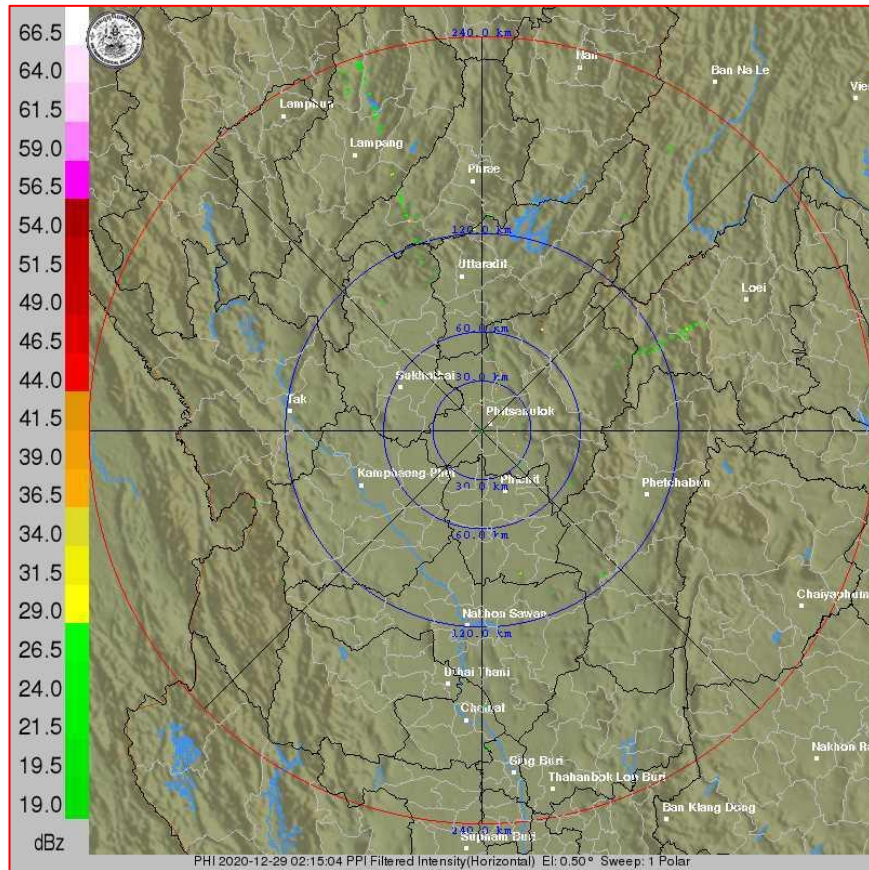 66.5
64.0
61.5
59.0
56.5
54.0
51.5
49.0
46.5
44.0
41.5
39.0
36.5
34.0
31.5
29.0
26.5
24.0
21.5
19.5
19.0
dBz
240.0 km
Nan
Ban Na Le
Lamphun
Lampang
Phrae
120.0 km
Uttaradit
Loei
60.0 km
30.0 km
Sukhothai
Tak
Phitsanulok
Phichit
Phetchabun
30.0 km
60.0 km
Chaiyaphum
Nakhon Sawan
120.0 km
Uthai Thani
Chainat
Sing Buri
Thahanbok Lop Buri
Ban Klang Dong
240.0 km
PHI 2020-12-29 02:15:04 PPI Filtered Intensity(Horizontal) El: 0.50° Sweep: 1 Polar